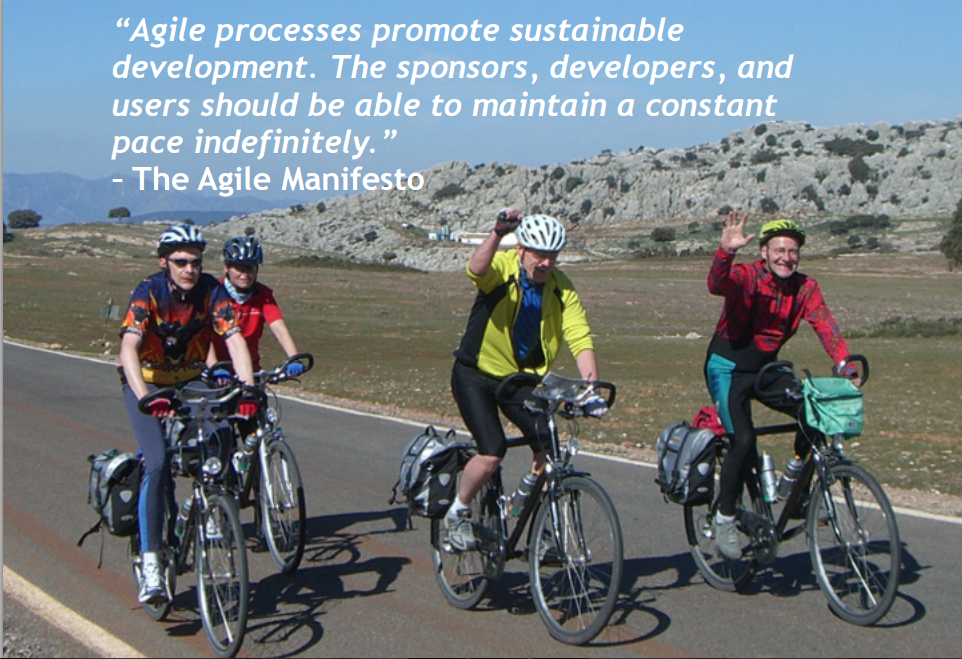 “Agile processes promote sustainable
development. The sponsors, developers, and
users should be able to maintain a constant
pace indefinitely.”
– The Agile Manifesto